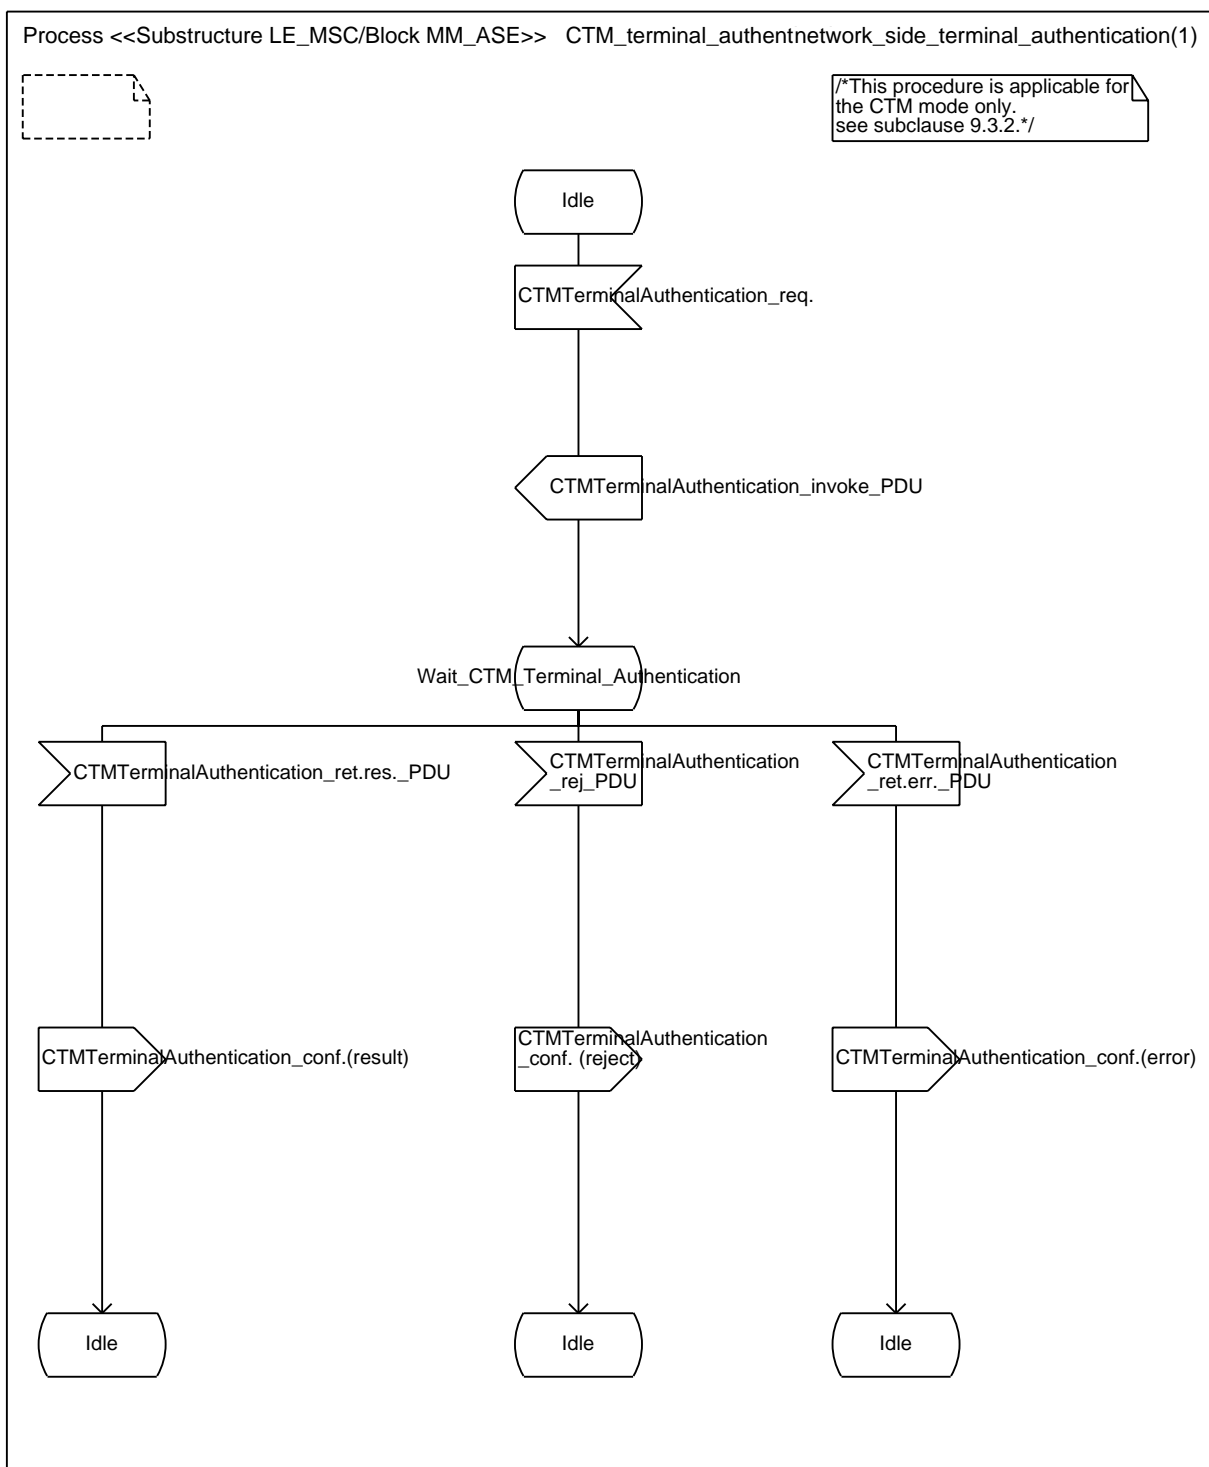 Process <<Substructure LE_MSC/Block MM_ASE>> CTM_terminal_authentnetwork_side_terminal_authentication(1)
/*This procedure is applicable for
the CTM mode only.
see subclause 9.3.2.*/
Idle
CTMTerminalAuthentication_req.
CTMTerminalAuthentication_invoke_PDU
Wait_CTM_Terminal_Authentication
CTMTerminalAuthentication_ret.res._PDU
CTMTerminalAuthentication
_rej_PDU
CTMTerminalAuthentication
_ret.err._PDU
CTMTerminalAuthentication_conf.(result)
CTMTerminalAuthentication
_conf. (reject)
CTMTerminalAuthentication_conf.(error)
Idle
Idle
Idle